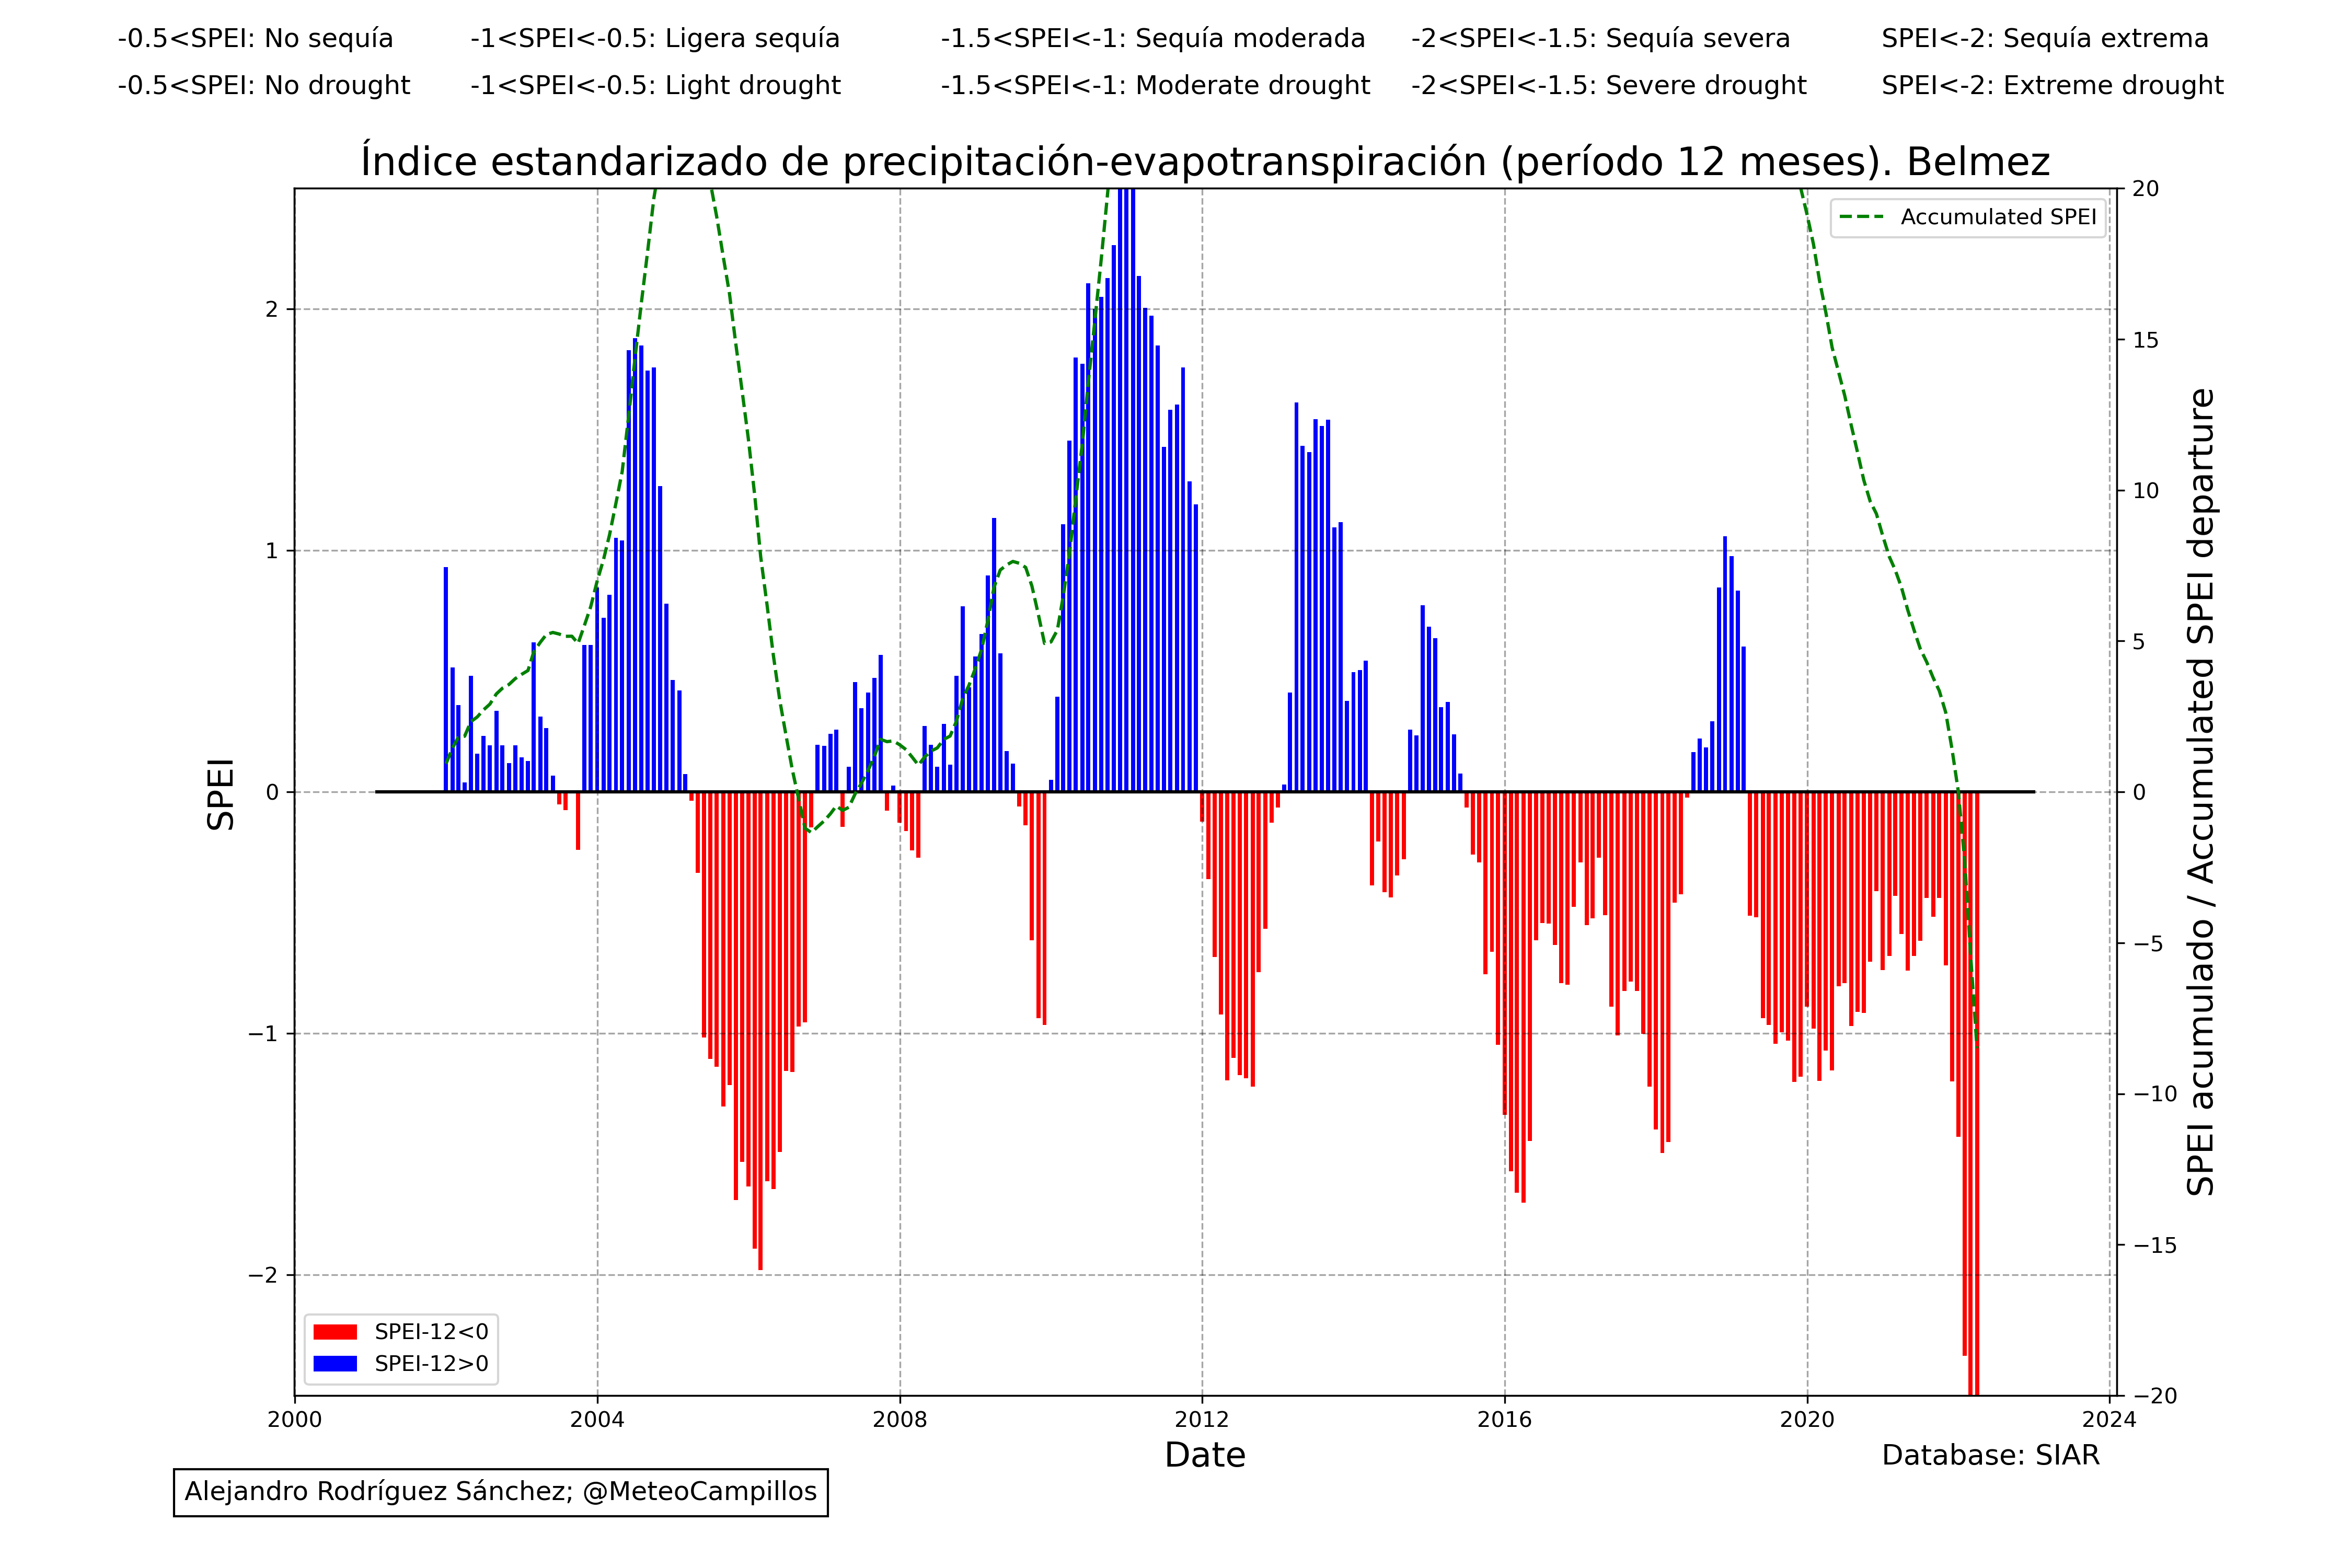 -0.5<SPEI: No sequía
-1<SPEI<-0.5: Ligera sequía
-1.5<SPEI<-1: Sequía moderada
-2<SPEI<-1.5: Sequía severa
SPEI<-2: Sequía extrema
-0.5<SPEI: No drought
-1<SPEI<-0.5: Light drought
-1.5<SPEI<-1: Moderate drought
-2<SPEI<-1.5: Severe drought
SPEI<-2: Extreme drought
Índice estandarizado de precipitación-evapotranspiración (período 12 meses). Belmez
Accumulated SPEI
SPEI
2
1
0
−1
−2
20
15
10
5
0
−5
−10
−15
−20
SPEI acumulado / Accumulated SPEI departure
SPEI-12<0
SPEI-12>0
2000
2004
2008
2012
2016
2020
2024
Date
Database: SIAR
Alejandro Rodríguez Sánchez; @MeteoCampillos